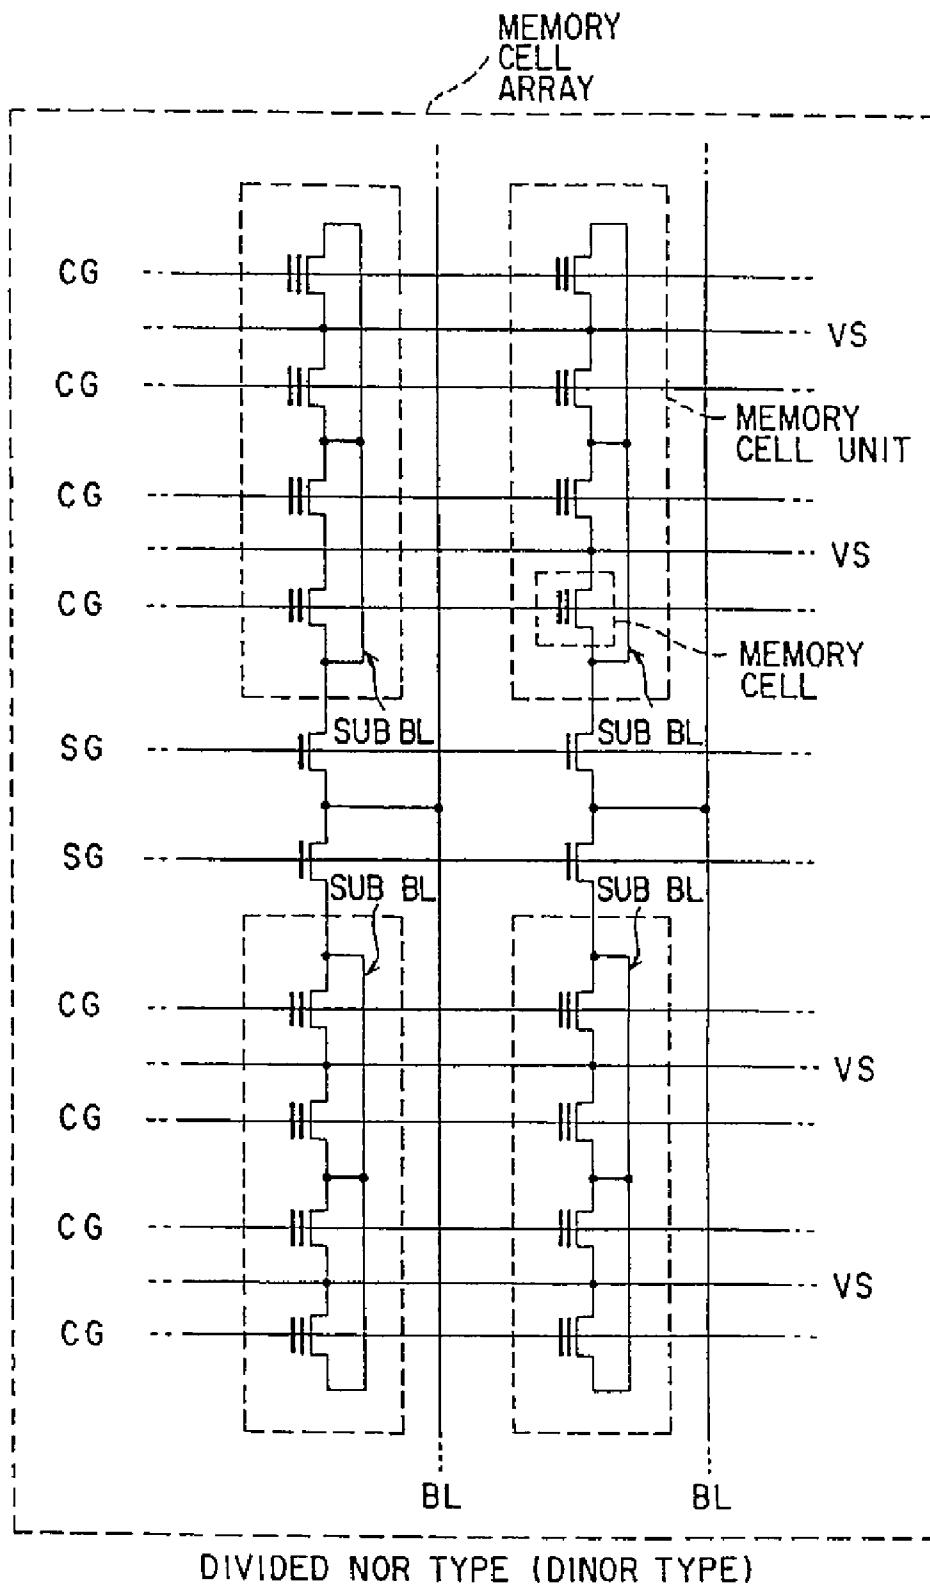 MEMORY
CELL
ARRAY
CG
VS
CG
MEMORY
CELL UNIT
CG
VS
CG
MEMORY
CELL
SUB BL
SUB BL
SG
SG
SUB BL
SUB BL
CG
VS
CG
CG
VS
CG
BL
BL
DIVIDED NOR TYPE (DINOR TYPE)